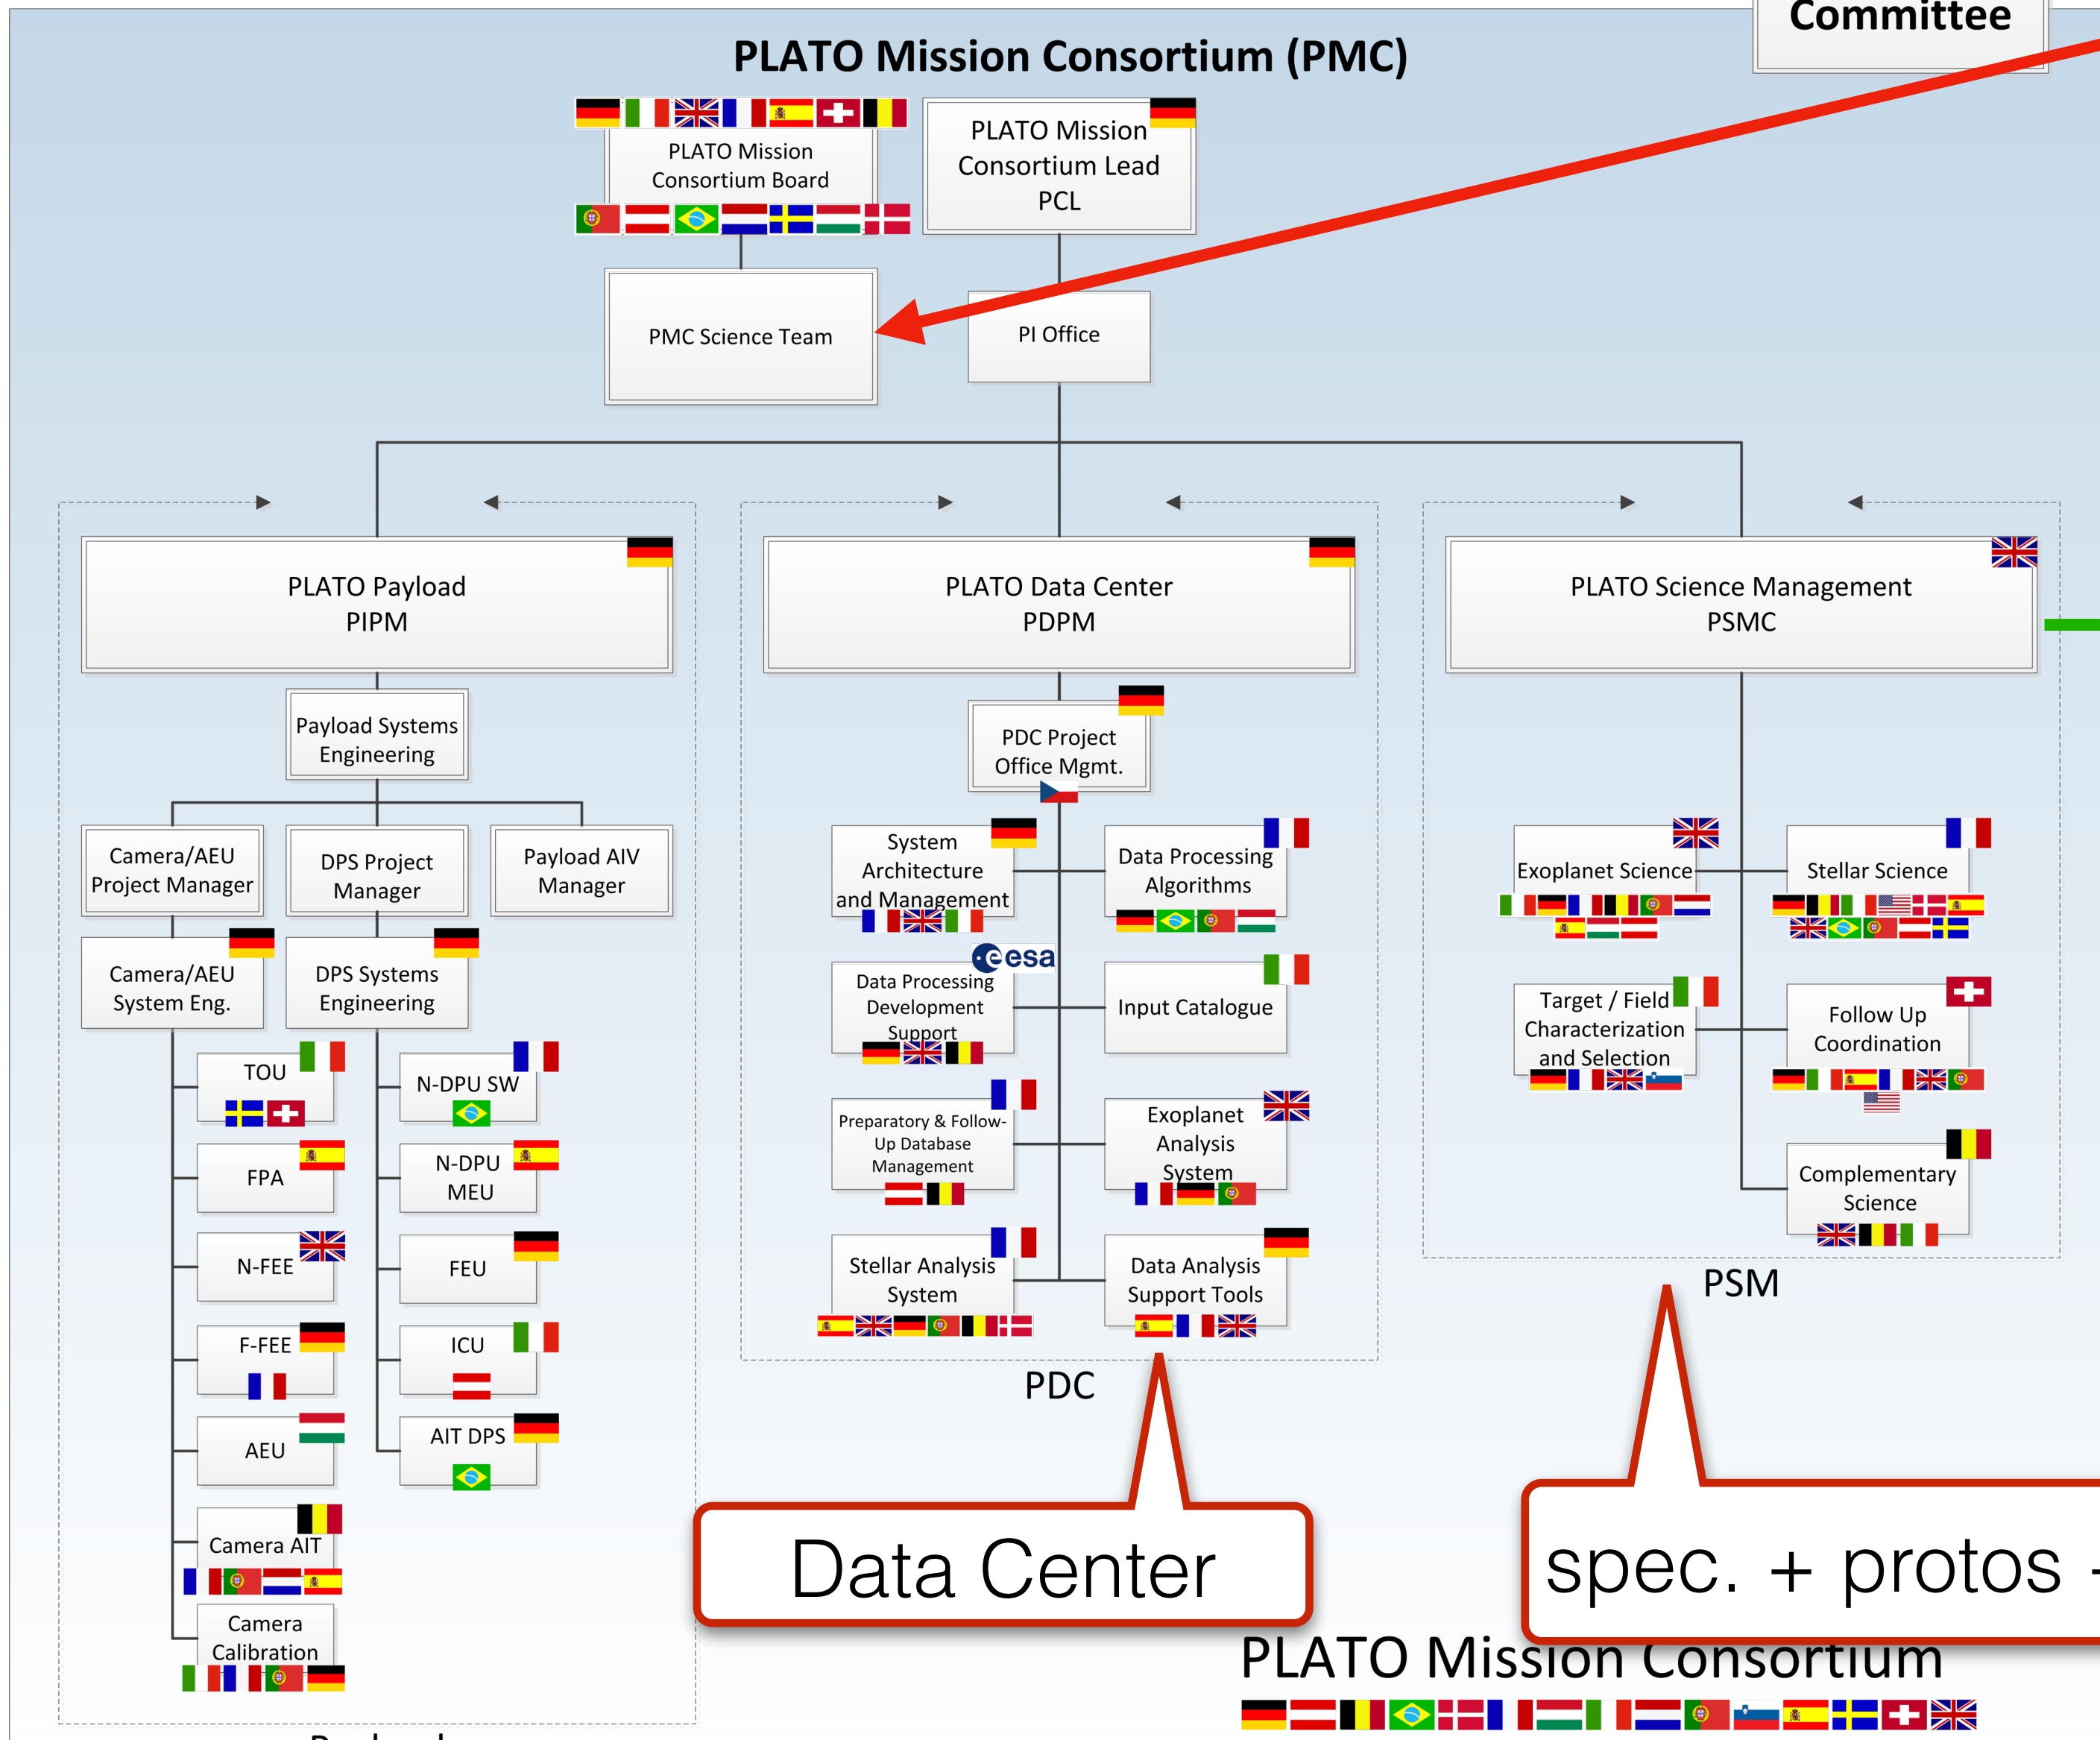 Committee
PLATO Mission Consortium (PMC)
PLATO Mission
Consortium Board
PLATO Mission
Consortium Lead
PCL
PMC Science Team
PI Office
PLATO Payload
PIPM
PLATO Data Center
PDPM
PLATO Science Management
PSMC
Payload Systems
Engineering
PDC Project
Office Mgmt.
Camera/AEU
Project Manager
DPS Project
Manager
Payload AIV
Manager
Camera/AEU
System Eng.
DPS Systems
Engineering
TOU
FPA
N-FEE
F-FEE
AEU
Camera AIT
Camera
Calibration
N-DPU SW
N-DPU
MEU
FEU
ICU
AIT DPS
System
Architecture
and Management
Data Processing
Algorithms
esa
Data Processing
Development
Support
Input Catalogue
Preparatory & Follow-
Up Database
Management
Exoplanet
Analysis
System
Stellar Analysis
System
Data Analysis
Support Tools
PDC
Exoplanet Science
Stellar Science
Target / Field
Characterization
and Selection
Follow Up
Coordination
Complementary
Science
PSM
Data Center
spec. + protos
PLATO Mission Consortium